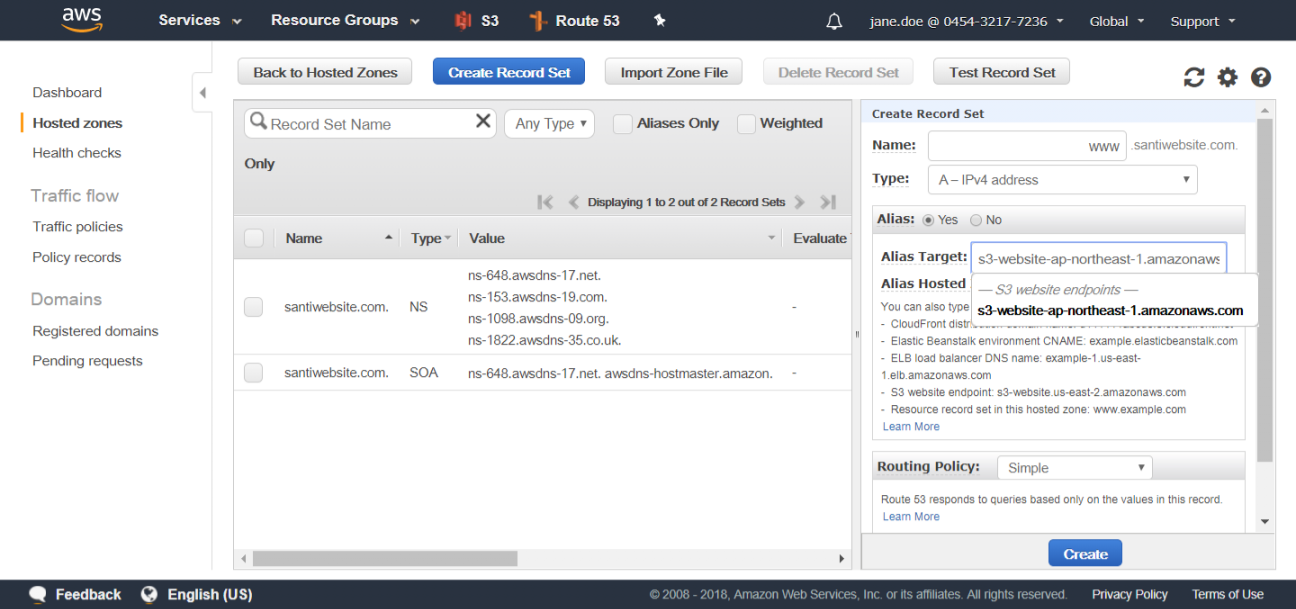 aws Services Resource Groups S3 Route 53 jane.doe @ 0454-3217-7236 Global Support
Back to Hosted Zones Create Record Set Import Zone File Delete Record Set Test Record Set
Dashboard
Hosted zones
Health checks
Traffic flow
Traffic policies
Policy records
Domains
Registered domains
Pending requests
Record Set Name Any Type Aliases Only Weighted
Only
Displaying 1 to 2 out of 2 Record Sets
Name Type Value Evaluate
santiwebsite.com. NS
ns-648.awsdns-17.net.
ns-153.awsdns-19.com.
ns-1098.awsdns-09.org.
ns-1822.awsdns-35.co.uk.
-
santiwebsite.com. SOA ns-648.awsdns-17.net. awsdns-hostmaster.amazon. -
Create Record Set
Name: www .santiwebsite.com.
Type: A – IPv4 address
Alias: Yes No
Alias Target: s3-website-ap-northeast-1.amazonaws
Alias Hosted
— S3 website endpoints —
s3-website-ap-northeast-1.amazonaws.com
You can also type
- CloudFront
- Elastic Beanstalk environment CNAME: example.elasticbeanstalk.com
- ELB load balancer DNS name: example-1.us-east-
1.elb.amazonaws.com
- S3 website endpoint: s3-website.us-east-2.amazonaws.com
- Resource record set in this hosted zone: www.example.com
Learn More
Routing Policy: Simple
Route 53 responds to queries based only on the values in this record.
Learn More
Create
Feedback English (US) © 2008 - 2018, Amazon Web Services, Inc. or its affiliates. All rights reserved. Privacy Policy Terms of Use